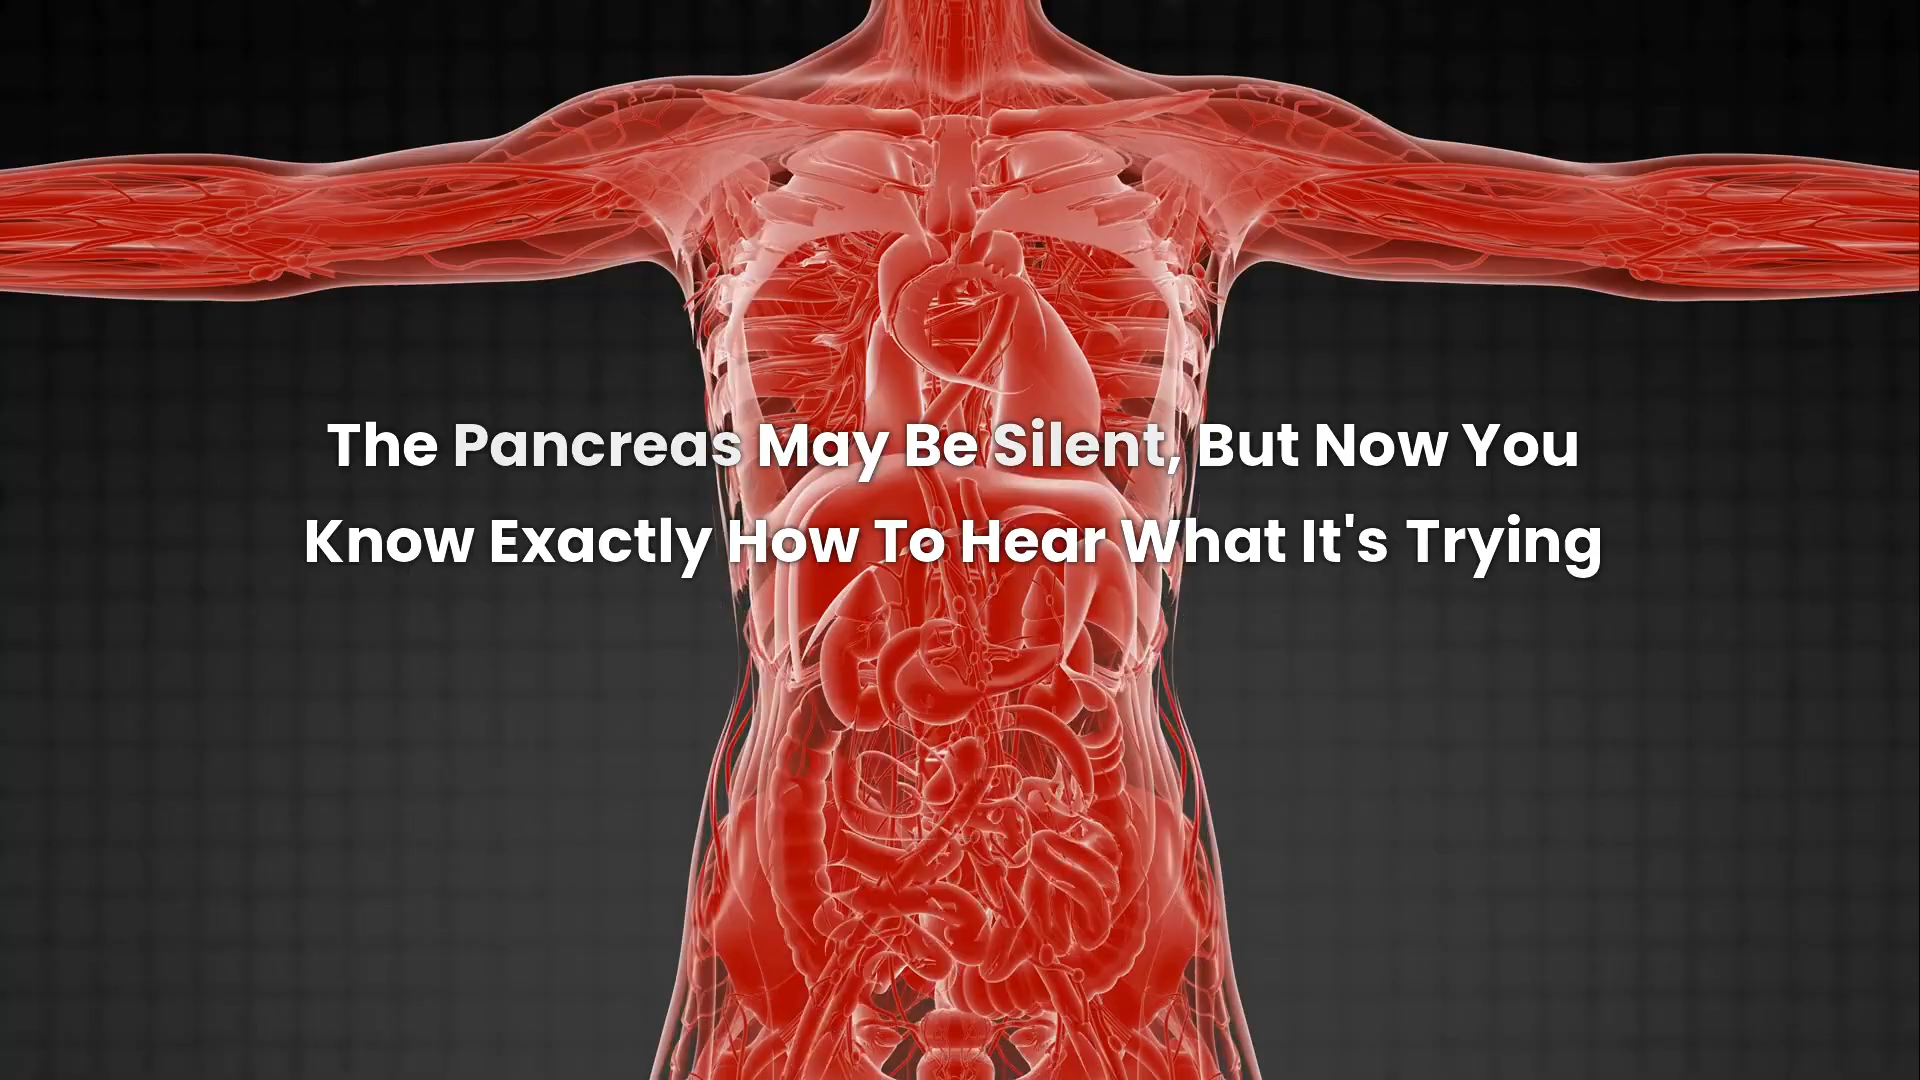 The Pancreas May Be Silent, But Now You
Know Exactly How To Hear What It's Trying